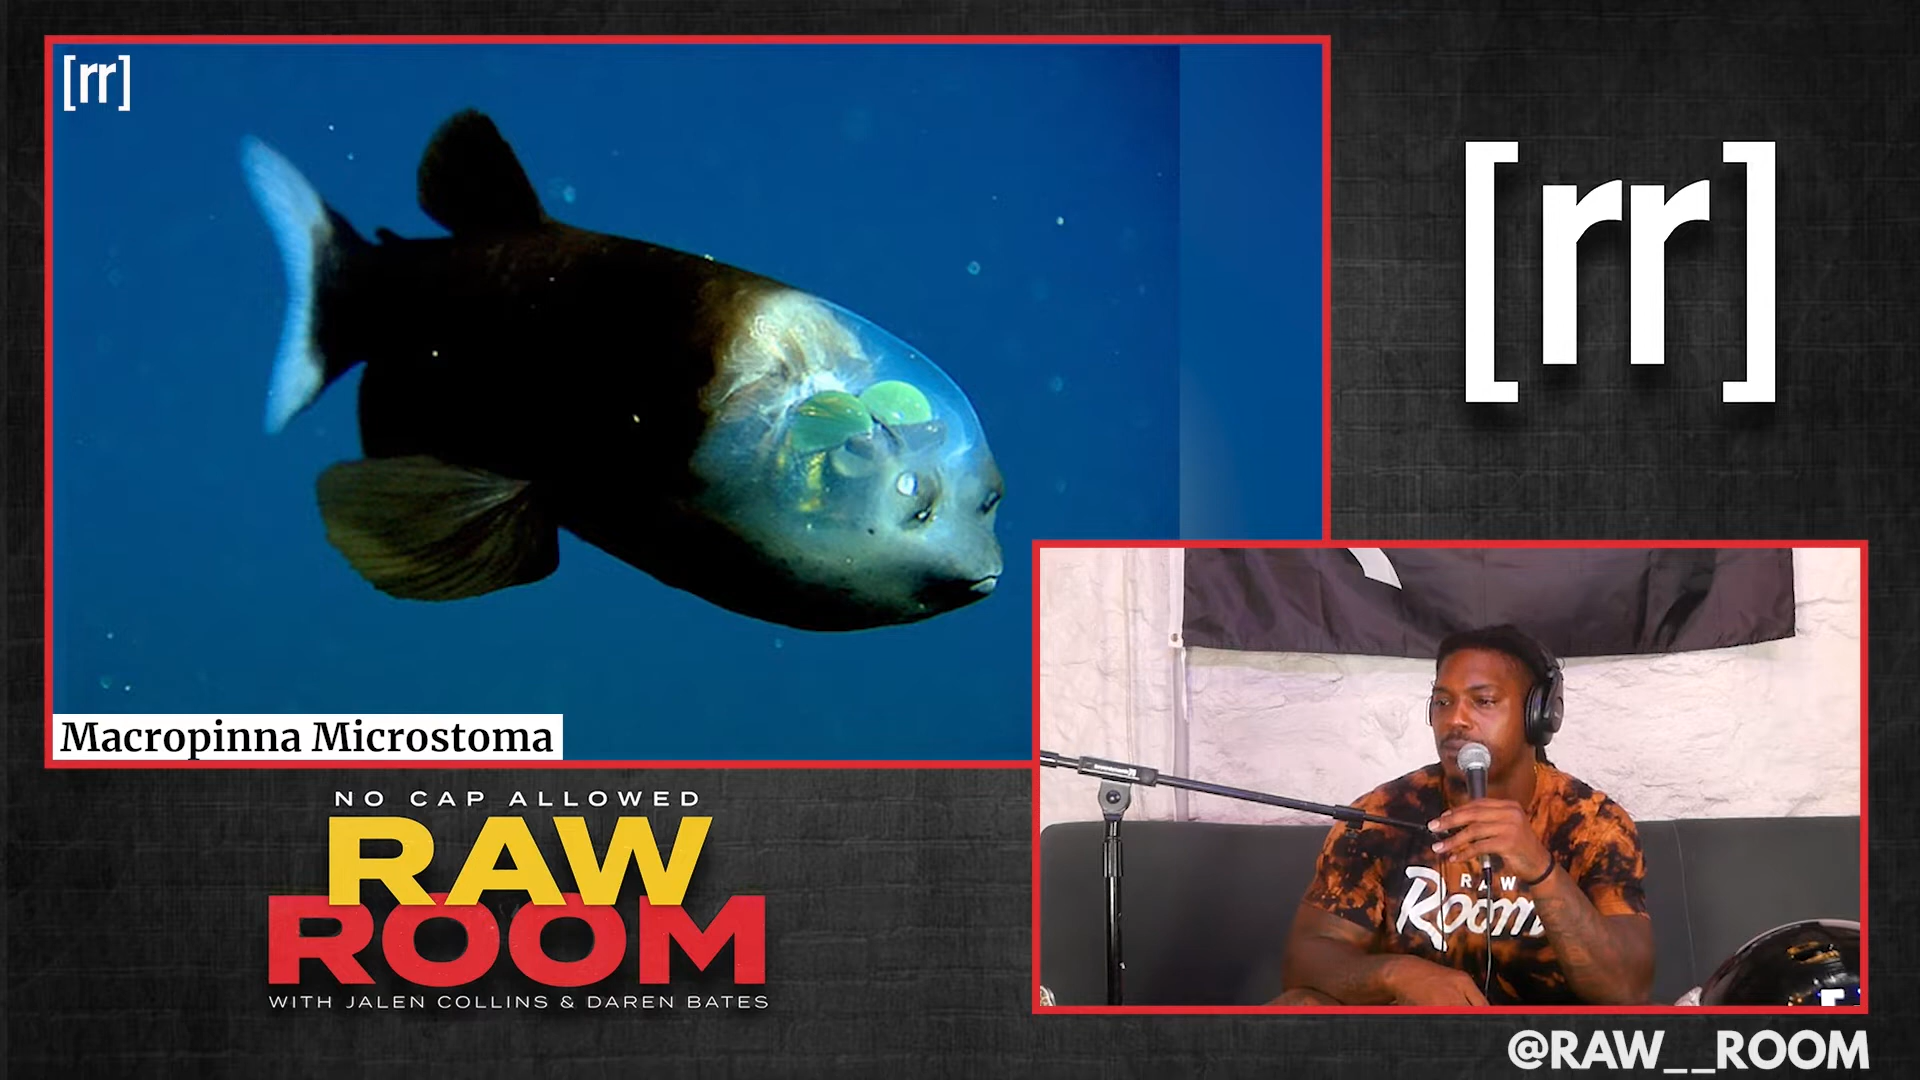 [rr]
[rr]
Macropinna Microstoma
NO CAP ALLOWED
RAW
ROOM
WITH JALEN COLLINS & DAREN BATES
RAW
Room
@RAW__ROOM